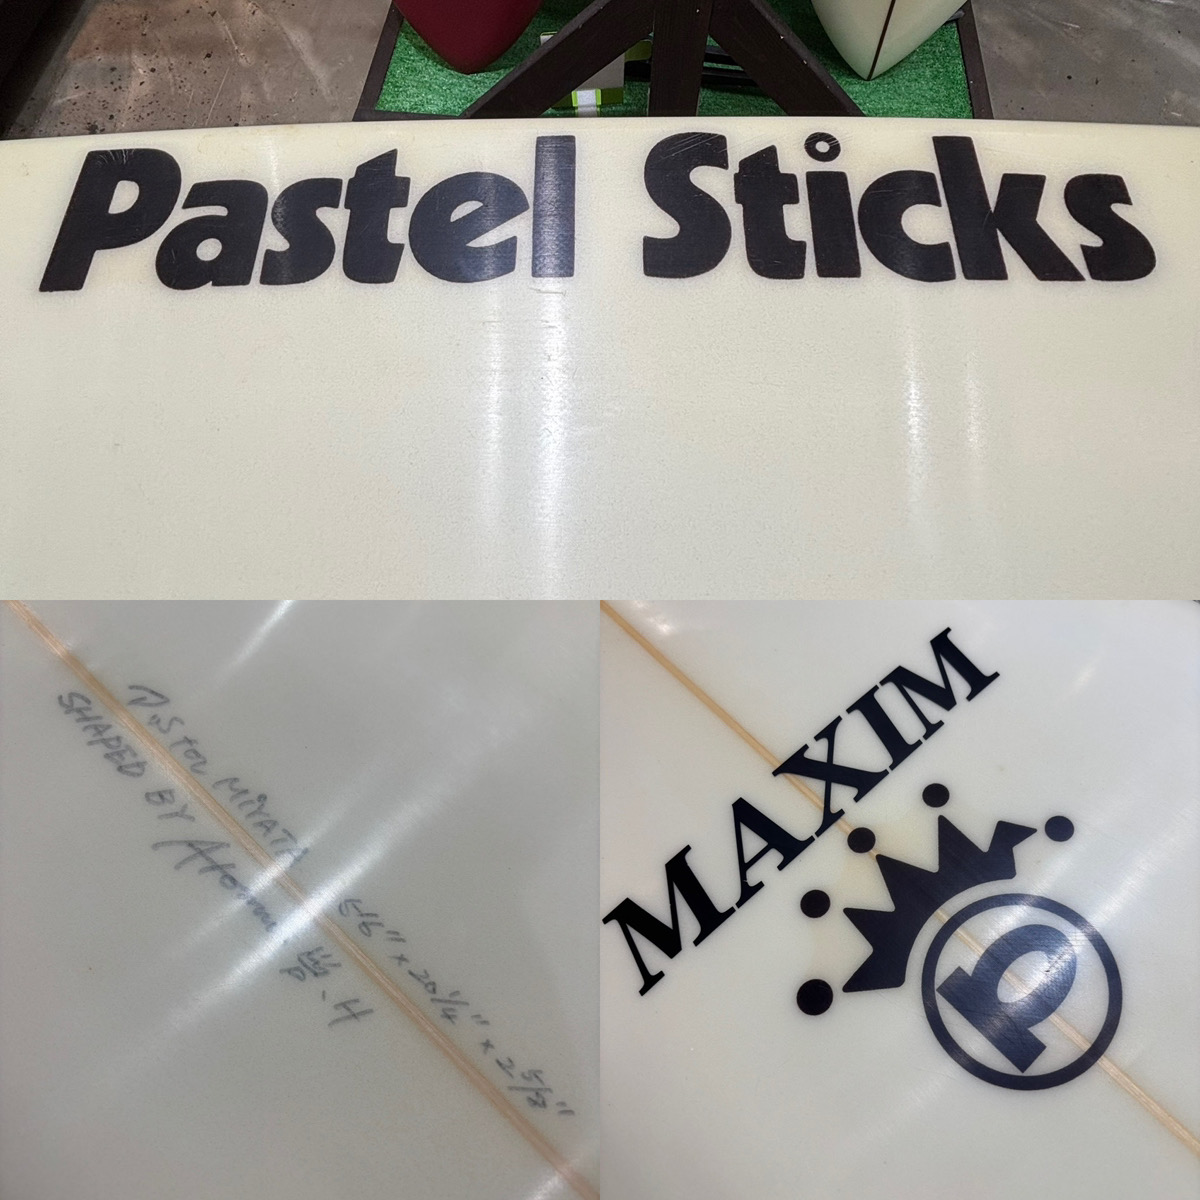 Pastel Sticks
Pistol MiYATA 5'6" x 20 1/4" x 2 5/8"
SHAPED BY
P. H
MAXIM
P